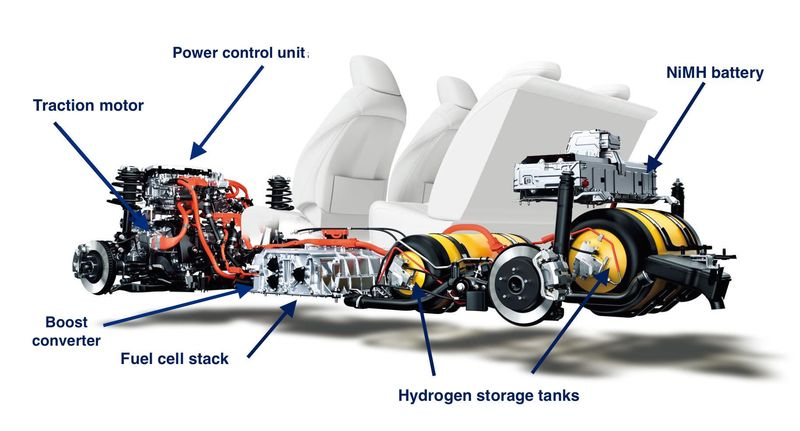 Power control unit
NiMH battery
Traction motor
Boost
converter
Fuel cell stack
Hydrogen storage tanks